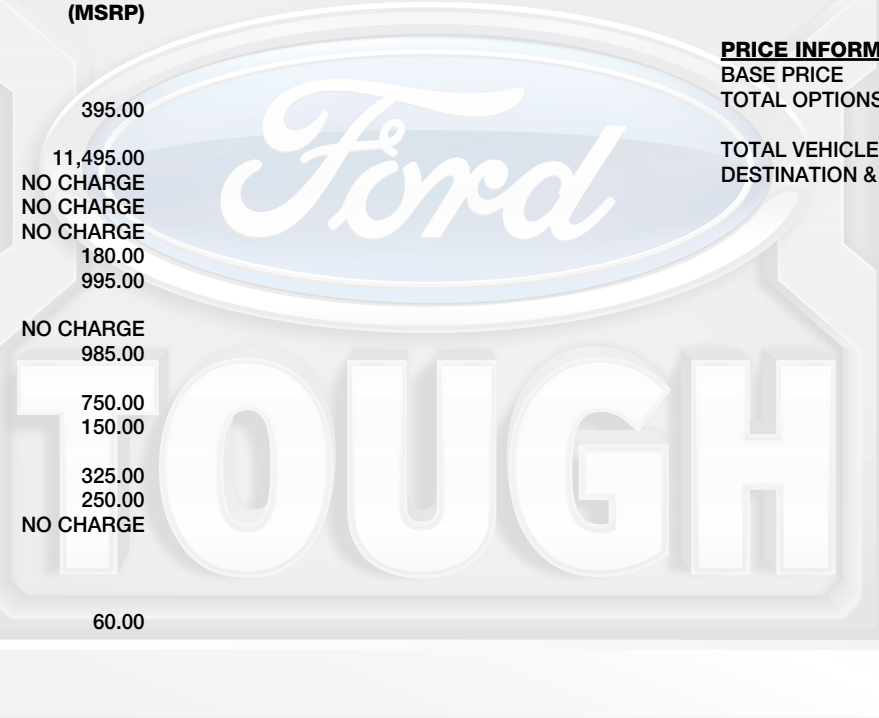 (MSRP)
395.00
11,495.00
NO CHARGE
NO CHARGE
NO CHARGE
180.00
995.00
NO CHARGE
985.00
750.00
150.00
325.00
250.00
NO CHARGE
60.00
PRICE INFORM
BASE PRICE
TOTAL OPTIONS
TOTAL VEHICLE
DESTINATION &
Ford
TOUGH